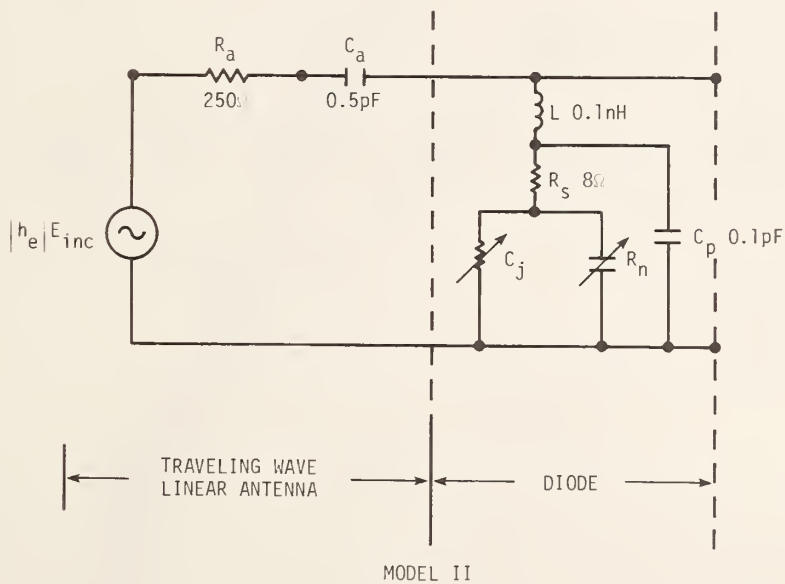 R_a
C_a
250Ω
0.5pF
L 0.1nH
R_s 8Ω
|h_e|E_inc
C_j
R_n
C_p 0.1pF
TRAVELING WAVE
LINEAR ANTENNA
DIODE
MODEL II